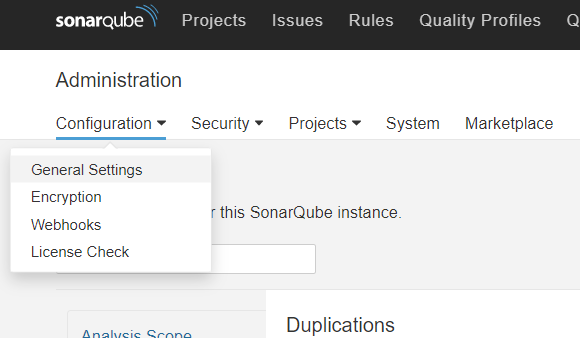 sonarqube Projects Issues Rules Quality Profiles Q
Administration
Configuration Security Projects System Marketplace
General Settings
Encryption
Webhooks
r this SonarQube instance.
License Check
Analysis Scope
Duplications